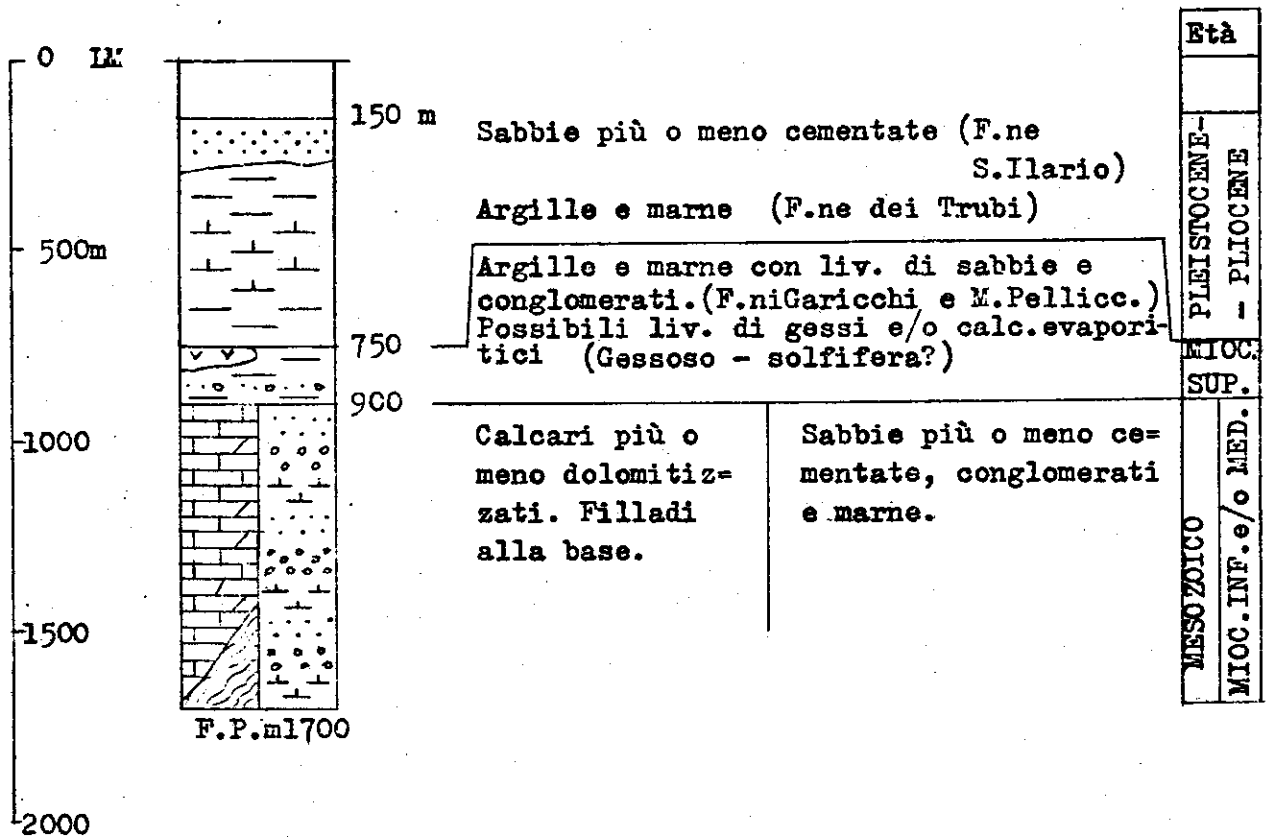 Età
0 LM
150 m
Sabbie più o meno cementate (F.ne
S.Ilario)
Argille e marne (F.ne dei Trubi)
500m
Argille e marne con liv. di sabbie e
conglomerati.(F.niGaricchi e M.Pellicc.)
Possibili liv. di gessi e/o calc.evapori-
tici (Gessoso - solfifera?)
750
900
1000
Calcari più o
meno dolomitiz=
zati. Filladi
alla base.
Sabbie più o meno ce=
mentate, conglomerati
e marne.
1500
F.P.m1700
2000
PLEISTOCENE-
- PLIOCENE
MIOC.
SUP.
MESOZOICO
MIOC.INF.e/o MED.